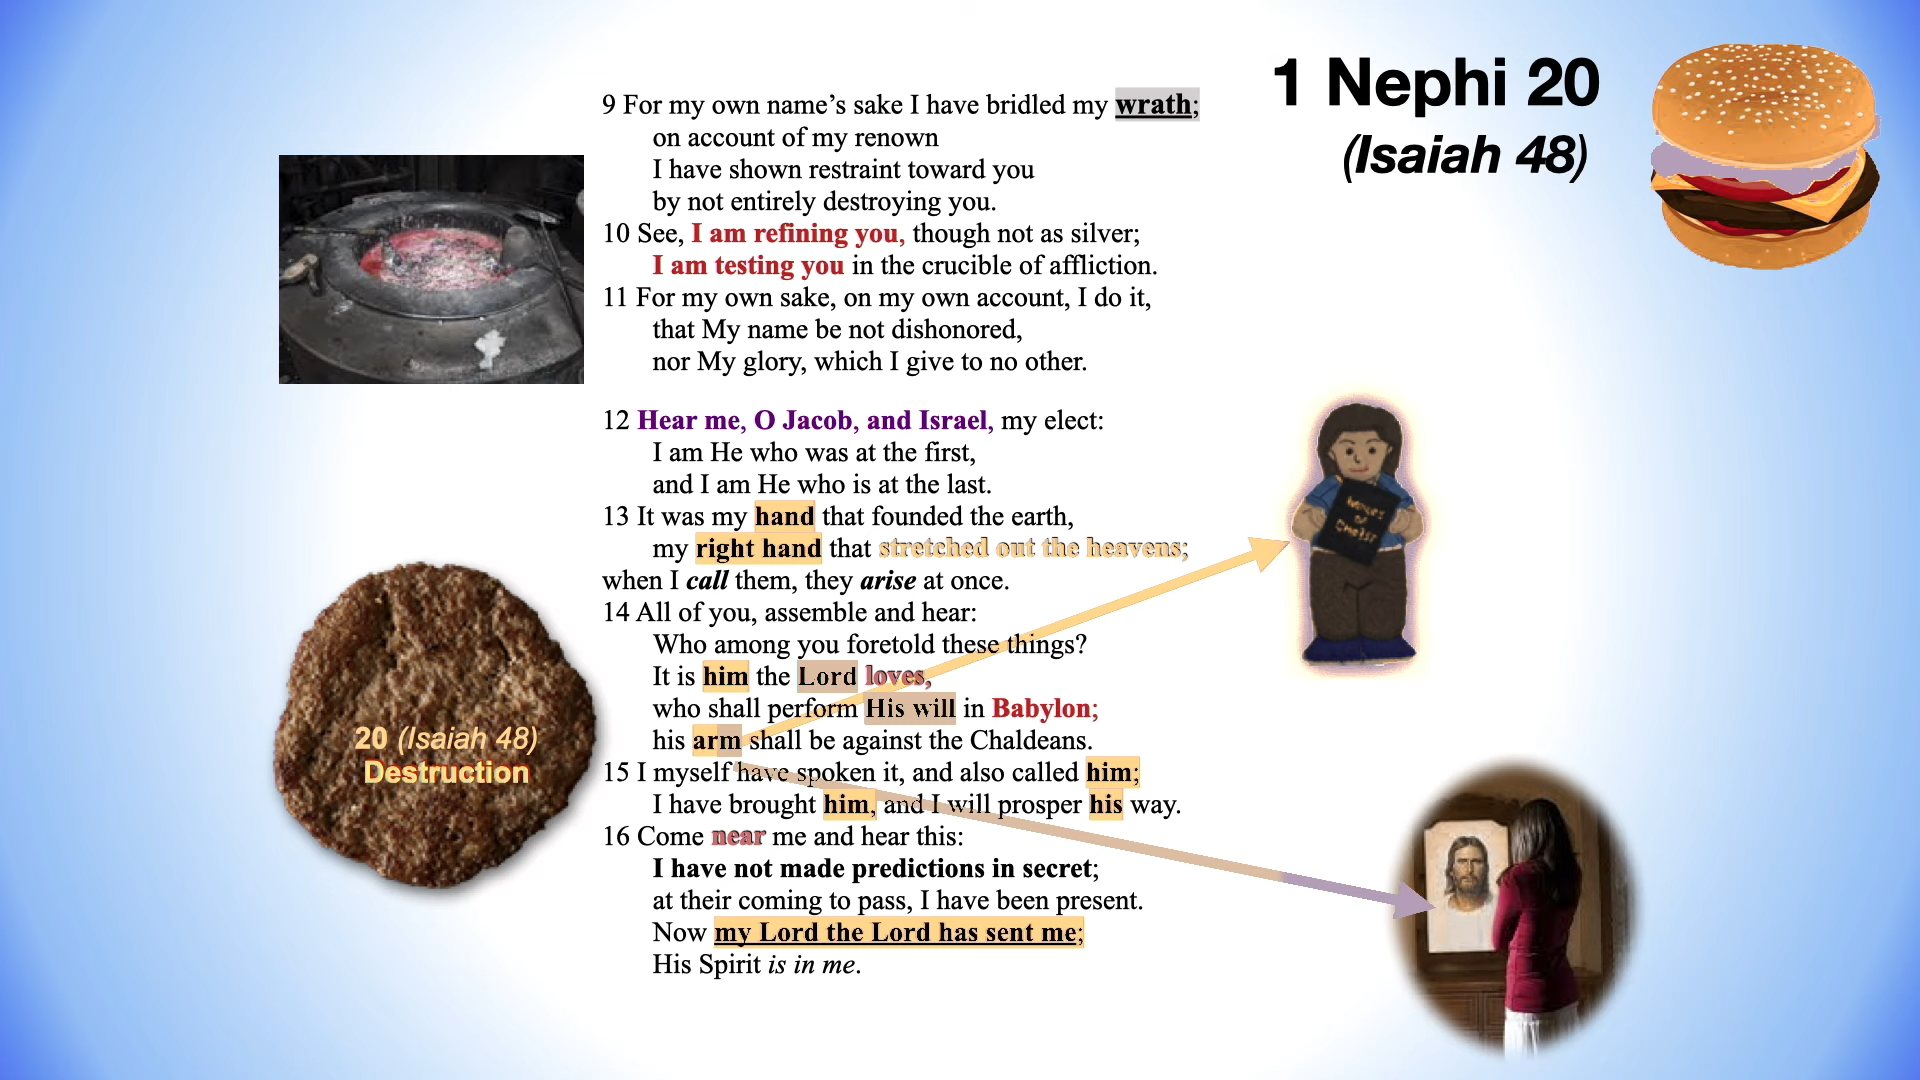 1 Nephi 20
(Isaiah 48)
9 For my own name’s sake I have bridled my wrath;
on account of my renown
I have shown restraint toward you
by not entirely destroying you.
10 See, I am refining you, though not as silver;
I am testing you in the crucible of affliction.
11 For my own sake, on my own account, I do it,
that My name be not dishonored,
nor My glory, which I give to no other.
12 Hear me, O Jacob, and Israel, my elect:
I am He who was at the first,
and I am He who is at the last.
13 It was my hand that founded the earth,
my right hand that stretched out the heavens;
when I call them, they arise at once.
14 All of you, assemble and hear:
Who among you foretold these things?
It is him the Lord loves,
who shall perform His will in Babylon;
his arm shall be against the Chaldeans.
15 I myself have spoken it, and also called him;
I have brought him, and I will prosper his way.
16 Come near me and hear this:
I have not made predictions in secret;
at their coming to pass, I have been present.
Now my Lord the Lord has sent me;
His Spirit is in me.
20 (Isaiah 48)
Destruction
of
Christ